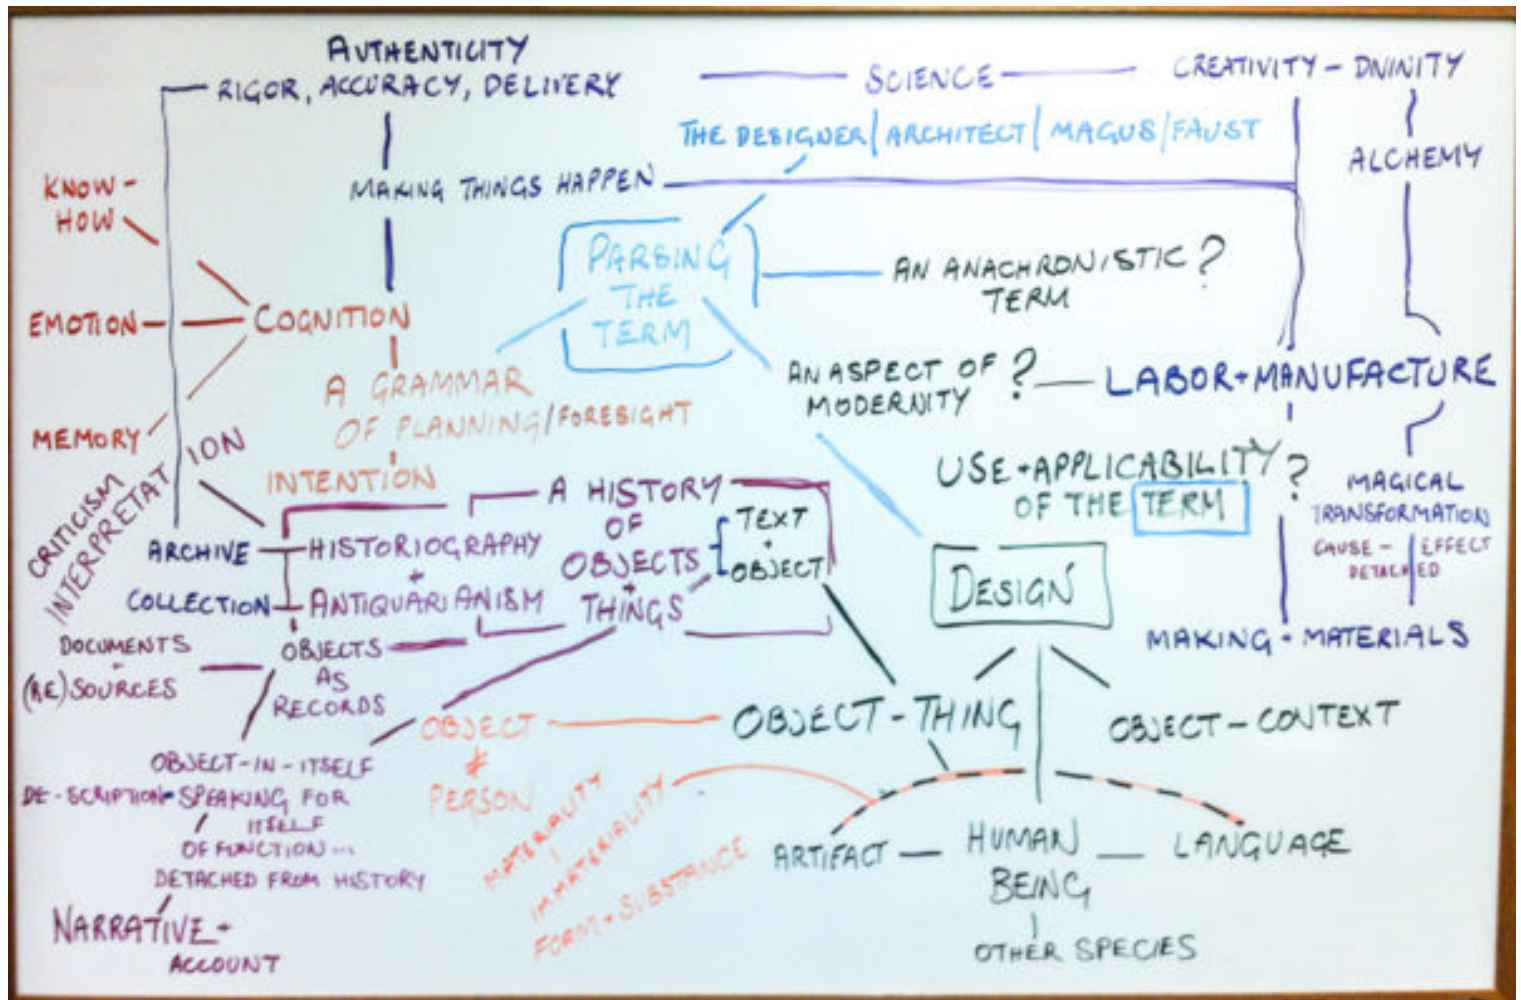 AUTHENTICITY
RIGOR, ACCURACY, DELIVERY
SCIENCE
CREATIVITY - DIVINITY
THE DESIGNER/ARCHITECT/MAGUS/FAUST
ALCHEMY
MAKING THINGS HAPPEN
KNOW-
HOW
EMOTION
MEMORY
COGNITION
PARSING
THE
TERM
AN ANACHRONISTIC ?
TERM
A GRAMMAR
OF PLANNING/FORESIGHT
INTENTION
AN ASPECT OF ?
MODERNITY
LABOR + MANUFACTURE
USE + APPLICABILITY ?
OF THE TERM
MAGICAL
TRANSFORMATION
CAUSE - EFFECT
DETACHED
MAKING + MATERIALS
CRITICISM
INTERPRETATION
ARCHIVE
COLLECTION
HISTORIOGRAPHY
+
ANTIQUARIANISM
A HISTORY
OF
OBJECTS
+
THINGS
TEXT
+
OBJECT
DESIGN
DOCUMENTS
+
(RE)SOURCES
OBJECTS
AS
RECORDS
OBJECT
≠
PERSON
OBJECT - THING
OBJECT - CONTEXT
OBJECT-IN-ITSELF
DE-SCRIPTION - SPEAKING FOR
ITSELF
OF FUNCTION ...
DETACHED FROM HISTORY
NARRATIVE +
ACCOUNT
MATERIALITY
IMMATERIALITY
FORM + SUBSTANCE
ARTIFACT
HUMAN
BEING
LANGUAGE
OTHER SPECIES